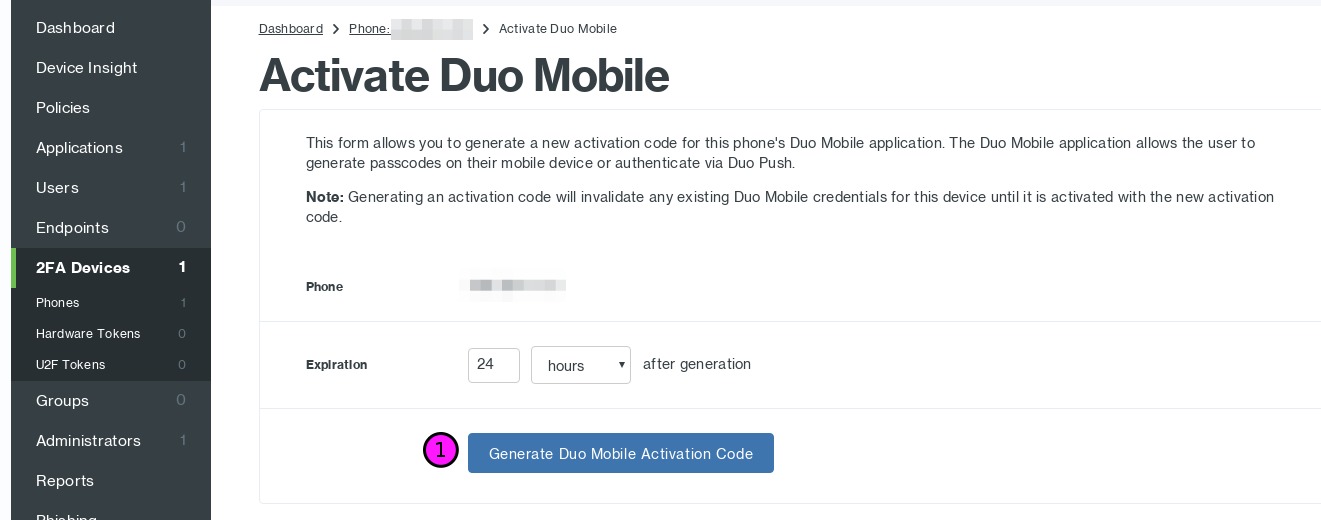 Dashboard
Device Insight
Policies
Applications 1
Users 1
Endpoints 0
2FA Devices 1
Phones 1
Hardware Tokens 0
U2F Tokens 0
Groups 0
Administrators 1
Reports
Phishing
Dashboard > Phone: > Activate Duo Mobile
Activate Duo Mobile
This form allows you to generate a new activation code for this phone's Duo Mobile application. The Duo Mobile application allows the user to
generate passcodes on their mobile device or authenticate via Duo Push.
Note: Generating an activation code will invalidate any existing Duo Mobile credentials for this device until it is activated with the new activation
code.
Phone
Expiration 24 hours after generation
1 Generate Duo Mobile Activation Code